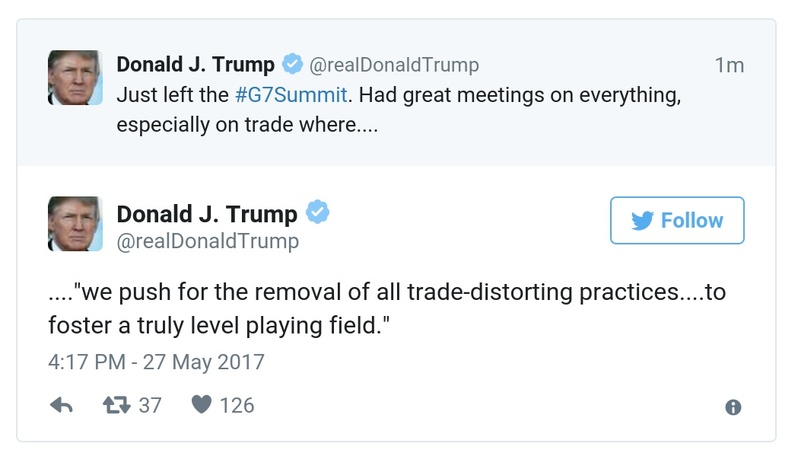 Donald J. Trump @realDonaldTrump 1m
Just left the #G7Summit. Had great meetings on everything,
especially on trade where....
Donald J. Trump
@realDonaldTrump
Follow
...."we push for the removal of all trade-distorting practices....to
foster a truly level playing field."
4:17 PM - 27 May 2017
37 126